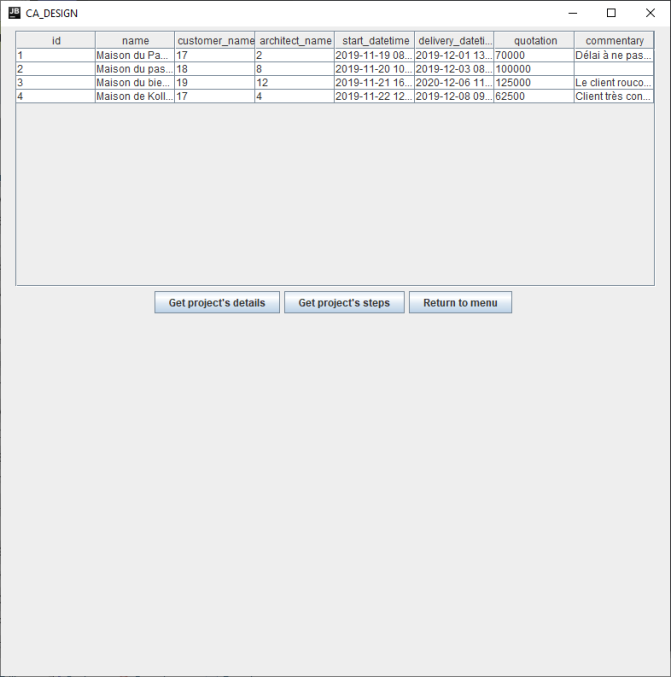 CA_DESIGN
id name customer_name architect_name start_datetime delivery_dateti... quotation commentary
1 Maison du Pa... 17 2 2019-11-19 08... 2019-12-01 13... 70000 Délai à ne pas...
2 Maison du pas... 18 8 2019-11-20 10... 2019-12-03 08... 100000
3 Maison du bie... 19 12 2019-11-21 16... 2020-12-06 11... 125000 Le client rouco...
4 Maison de Koll... 17 4 2019-11-22 12... 2019-12-08 09... 62500 Client très con...
Get project's details Get project's steps Return to menu